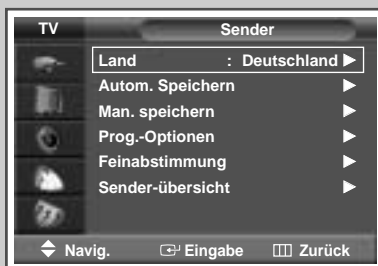 TV Sender
Land : Deutschland
Autom. Speichern
Man. speichern
Prog.-Optionen
Feinabstimmung
Sender-übersicht
Navig. Eingabe Zurück